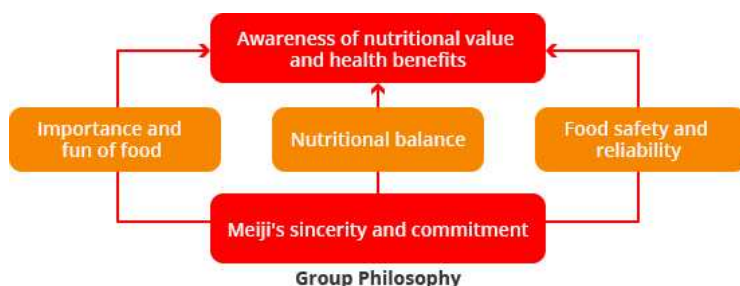 Awareness of nutritional value
and health benefits
Importance and
fun of food
Nutritional balance
Food safety and
reliability
Meiji's sincerity and commitment
Group Philosophy